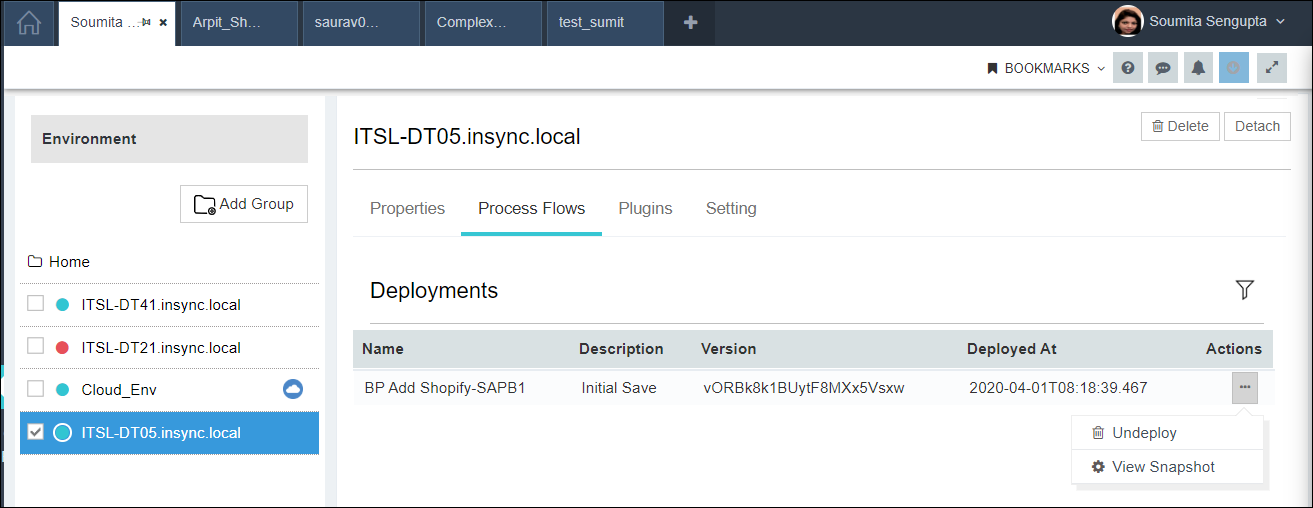 Soumita ...
Arpit_Sh...
saurav0...
Complex...
test_sumit
Soumita Sengupta
BOOKMARKS
Environment
Add Group
Home
ITSL-DT41.insync.local
ITSL-DT21.insync.local
Cloud_Env
ITSL-DT05.insync.local
ITSL-DT05.insync.local
Delete
Detach
Properties
Process Flows
Plugins
Setting
Deployments
Name Description Version Deployed At Actions
BP Add Shopify-SAPB1 Initial Save vORBk8k1BUytF8MXx5Vsxw 2020-04-01T08:18:39.467
Undeploy
View Snapshot